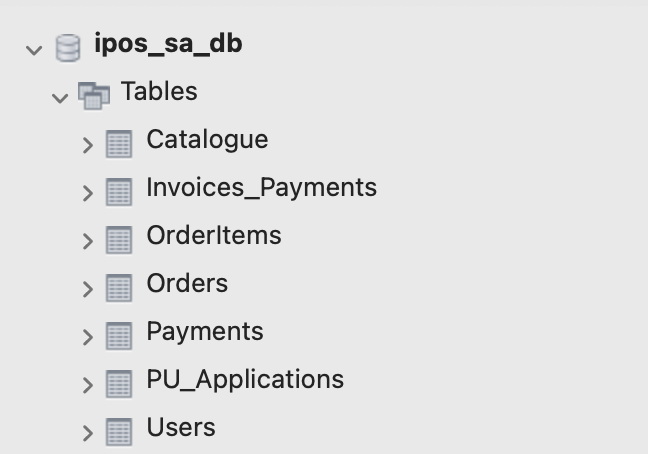 ipos_sa_db
Tables
Catalogue
Invoices_Payments
OrderItems
Orders
Payments
PU_Applications
Users